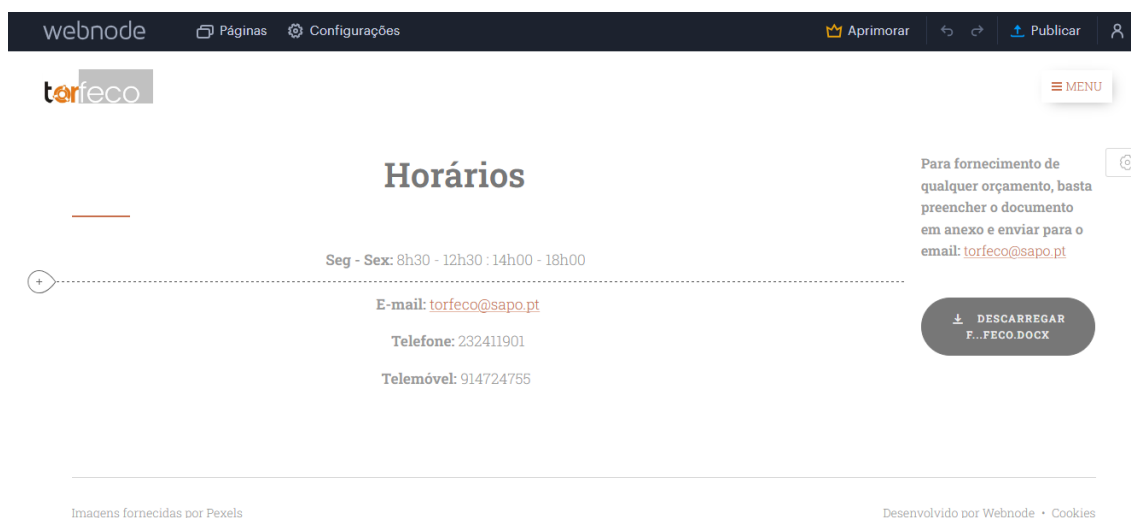 webnode Páginas Configurações Aprimorar Publicar
torfeco
MENU
Horários
Seg - Sex: 8h30 - 12h30 : 14h00 - 18h00
E-mail: torfeco@sapo.pt
Telefone: 232411901
Telemóvel: 914724755
Para fornecimento de
qualquer orçamento, basta
preencher o documento
em anexo e enviar para o
email: torfeco@sapo.pt
DESCARREGAR
F...FECO.DOCX
Imagens fornecidas por Pexels
Desenvolvido por Webnode • Cookies